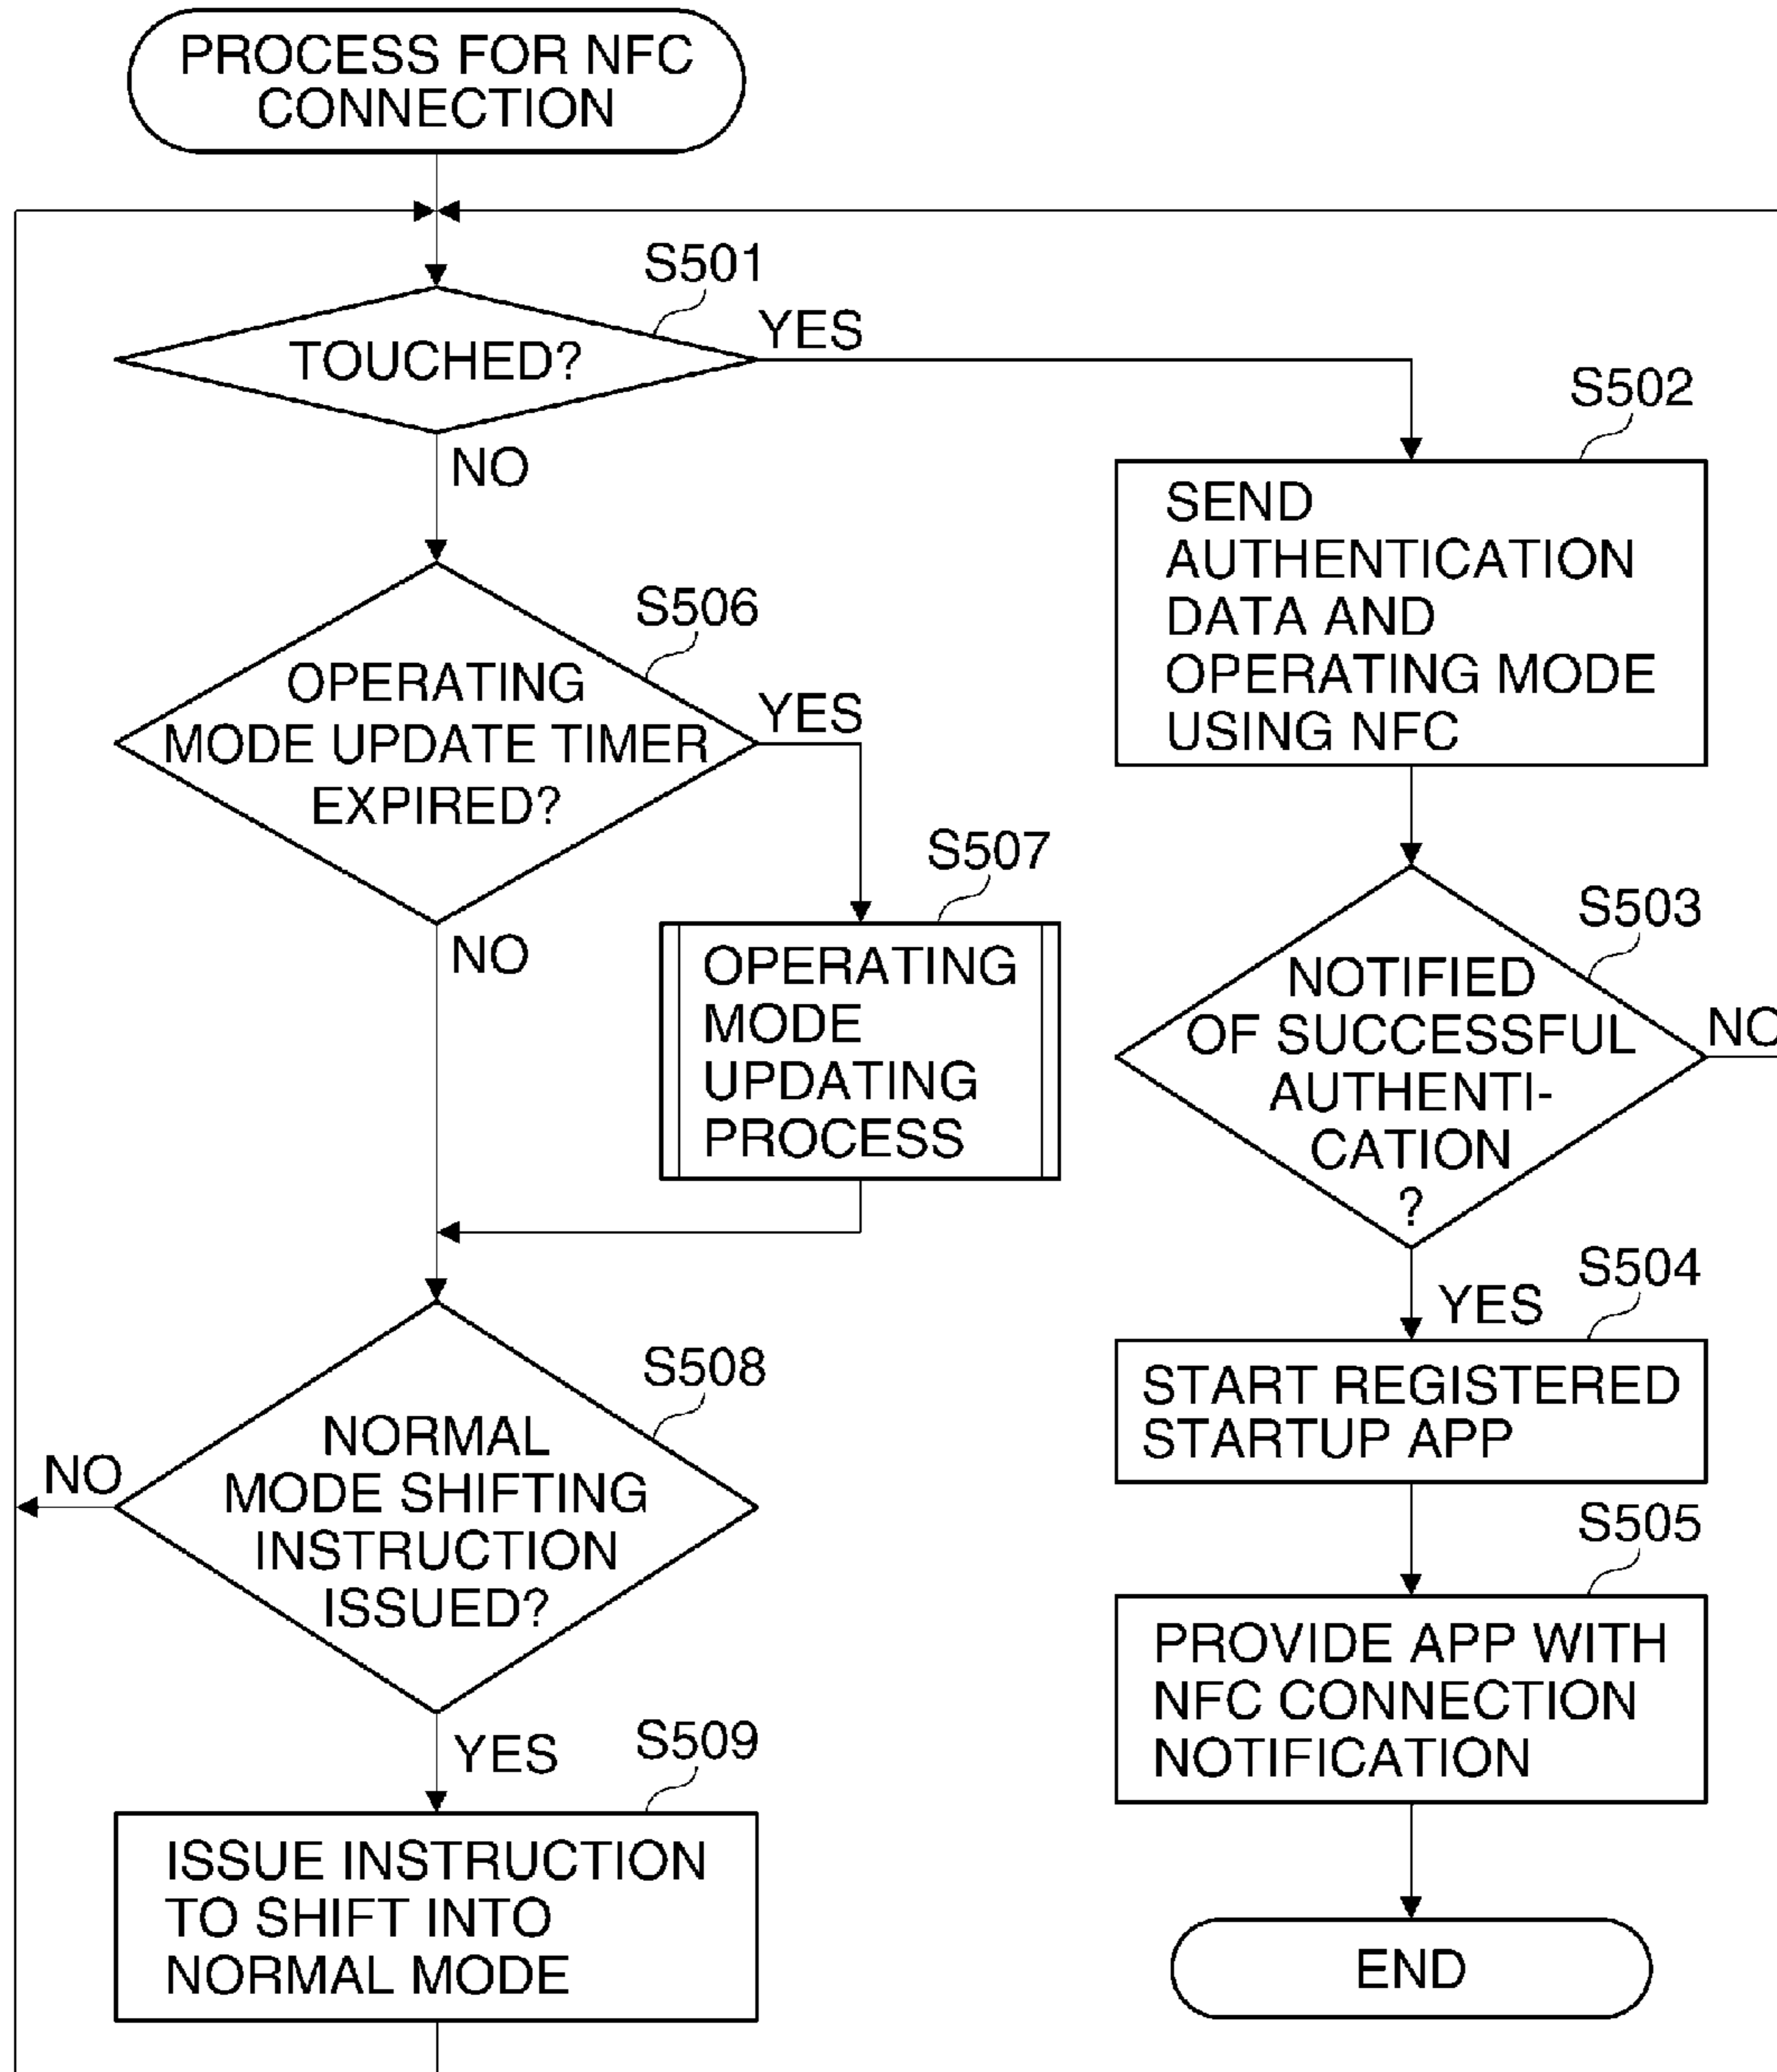 PROCESS FOR NFC
CONNECTION
S501
TOUCHED?
YES
NO
S502
SEND
AUTHENTICATION
DATA AND
OPERATING MODE
USING NFC
S506
OPERATING
MODE UPDATE TIMER
EXPIRED?
YES
NO
S507
OPERATING
MODE
UPDATING
PROCESS
S503
NOTIFIED
OF SUCCESSFUL
AUTHENTI-
CATION
?
NO
YES
S504
START REGISTERED
STARTUP APP
S508
NORMAL
MODE SHIFTING
INSTRUCTION
ISSUED?
NO
YES
S505
PROVIDE APP WITH
NFC CONNECTION
NOTIFICATION
S509
ISSUE INSTRUCTION
TO SHIFT INTO
NORMAL MODE
END